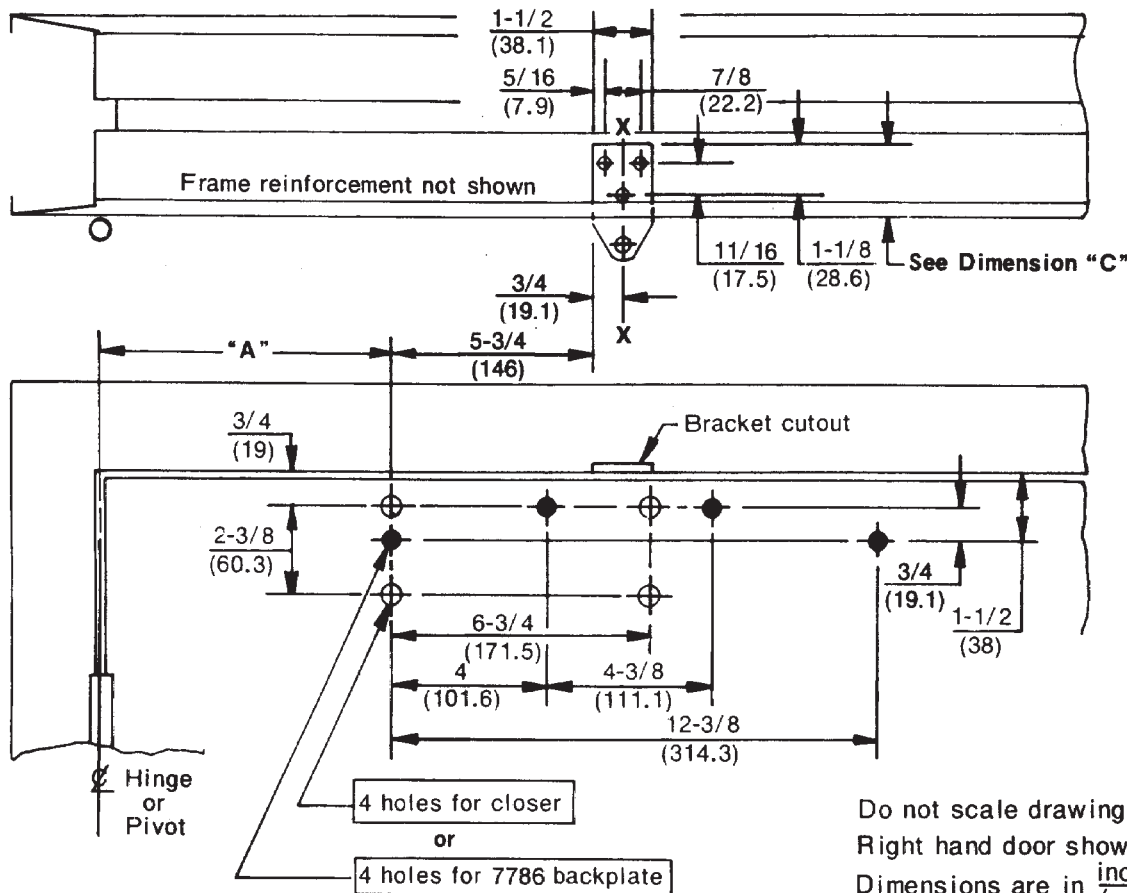 1-1/2
(38.1)
5/16
(7.9)
7/8
(22.2)
X
Frame reinforcement not shown
11/16
(17.5)
1-1/8
(28.6)
See Dimension "C"
3/4
(19.1)
X
"A"
5-3/4
(146)
3/4
(19)
Bracket cutout
2-3/8
(60.3)
3/4
(19.1)
1-1/2
(38)
6-3/4
(171.5)
4
(101.6)
4-3/8
(111.1)
12-3/8
(314.3)
℄ Hinge
or
Pivot
4 holes for closer
or
4 holes for 7786 backplate
Do not scale drawing
Right hand door show
Dimensions are in